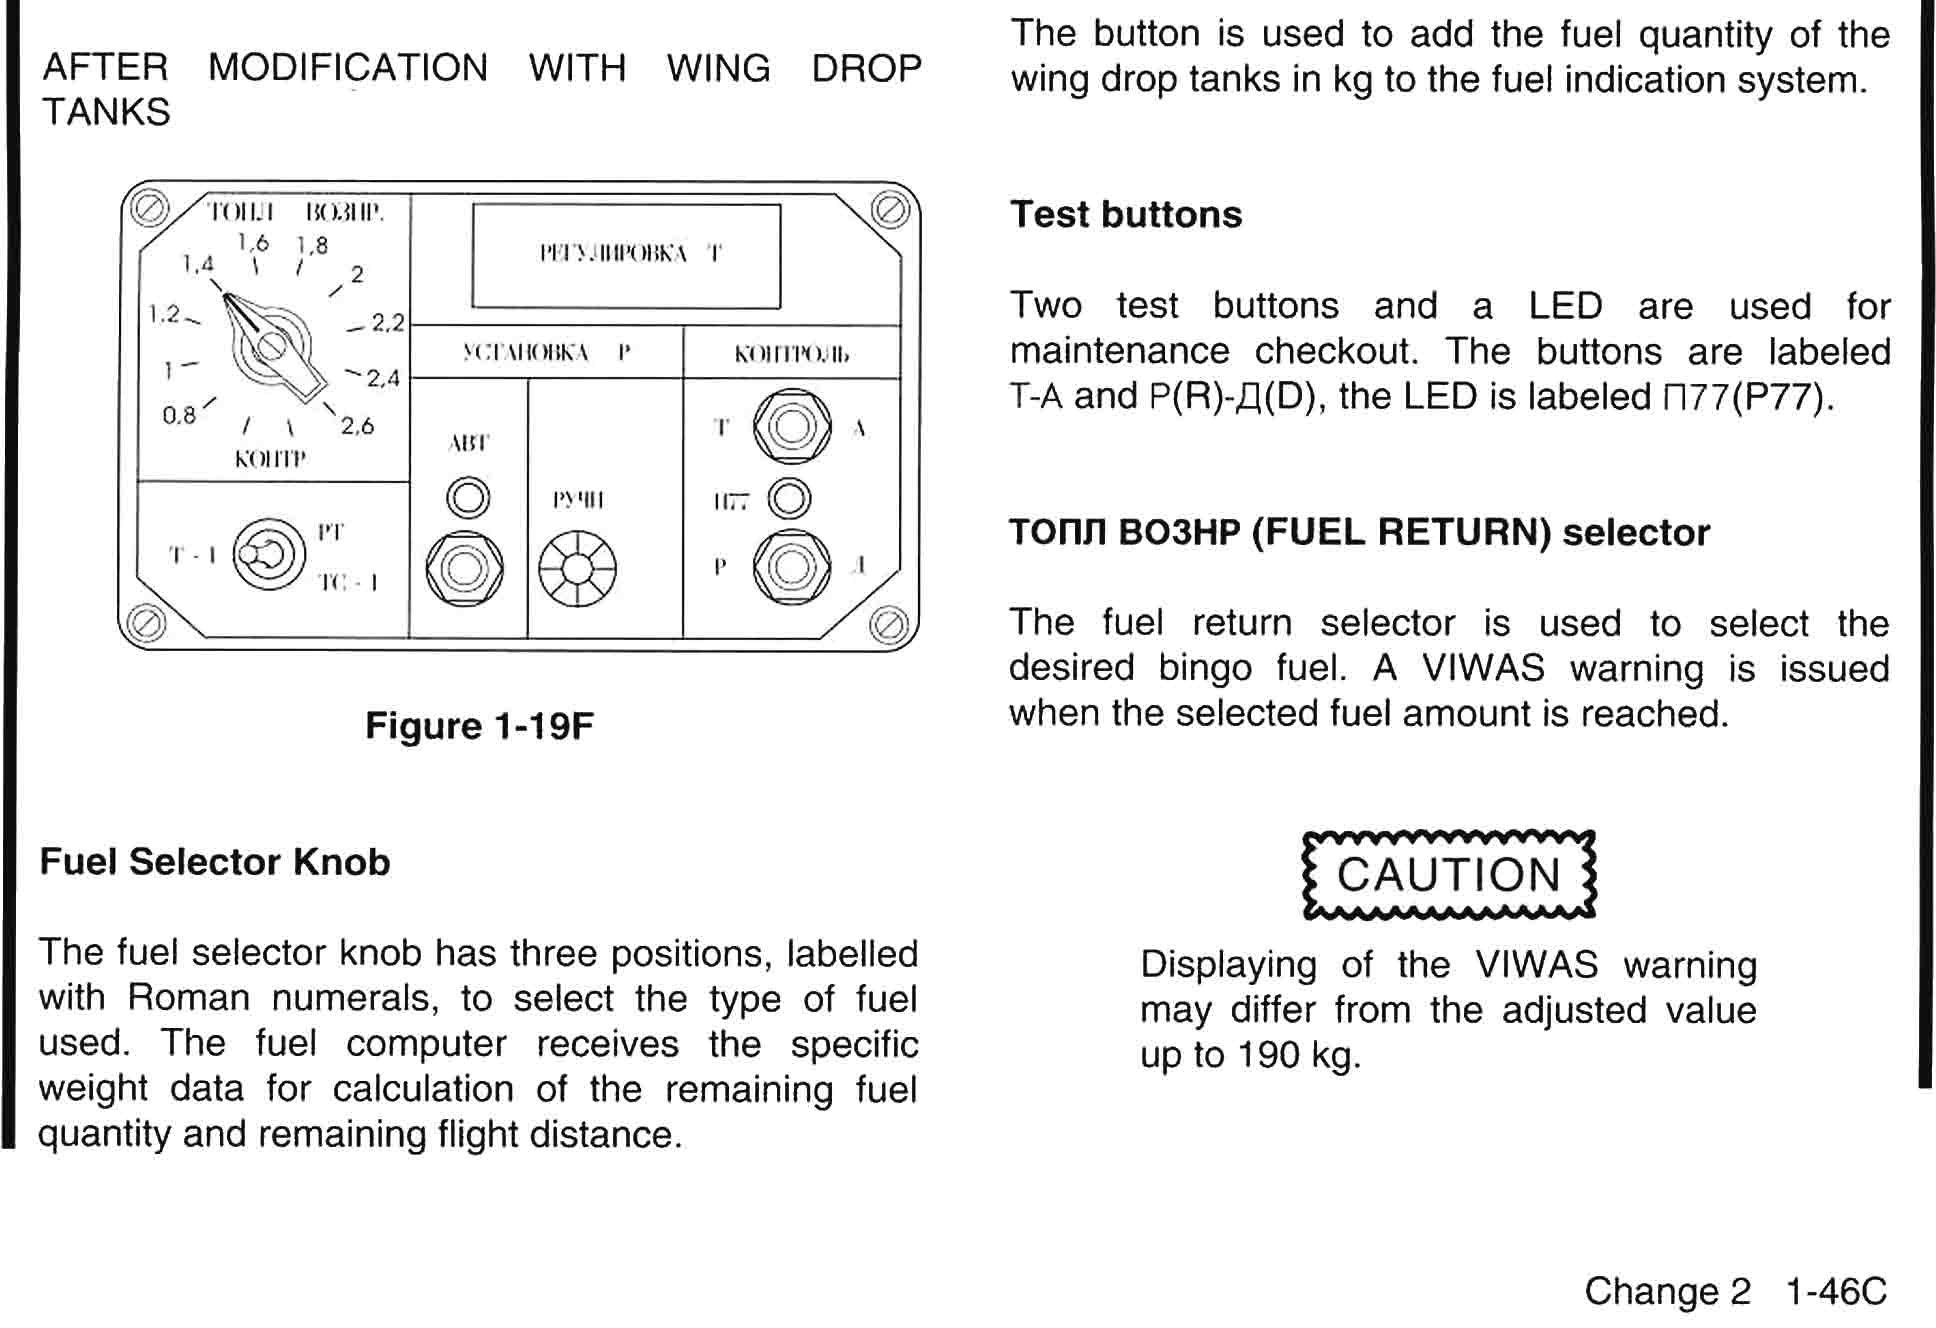 AFTER MODIFICATION WITH WING DROP
TANKS
ТОПЛ ВОЗНР.
1,6 1,8
1,4 2
1.2 2,2
1 2,4
0,8 2,6
КОНТР
РЕГУЛИРОВКА Т
УСТАНОВКА Р
КОНТРОЛЬ
АВТ
РУЧН
Т А
П77
Р Д
РТ
Т - 1
ТС - 1
Figure 1-19F
Fuel Selector Knob
The fuel selector knob has three positions, labelled
with Roman numerals, to select the type of fuel
used. The fuel computer receives the specific
weight data for calculation of the remaining fuel
quantity and remaining flight distance.
The button is used to add the fuel quantity of the
wing drop tanks in kg to the fuel indication system.
Test buttons
Two test buttons and a LED are used for
maintenance checkout. The buttons are labeled
T-A and P(R)-Д(D), the LED is labeled П77(P77).
ТОПЛ ВОЗНР (FUEL RETURN) selector
The fuel return selector is used to select the
desired bingo fuel. A VIWAS warning is issued
when the selected fuel amount is reached.
CAUTION
Displaying of the VIWAS warning
may differ from the adjusted value
up to 190 kg.
Change 2 1-46C